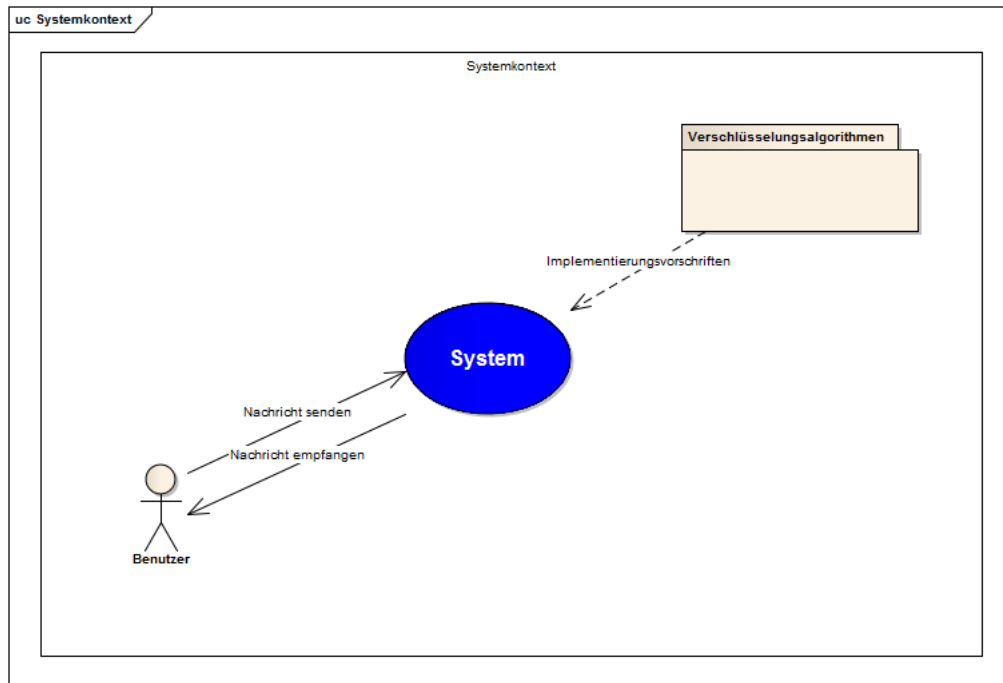 uc Systemkontext
Systemkontext
Verschlüsselungsalgorithmen
Implementierungsvorschriften
System
Nachricht senden
Nachricht empfangen
Benutzer